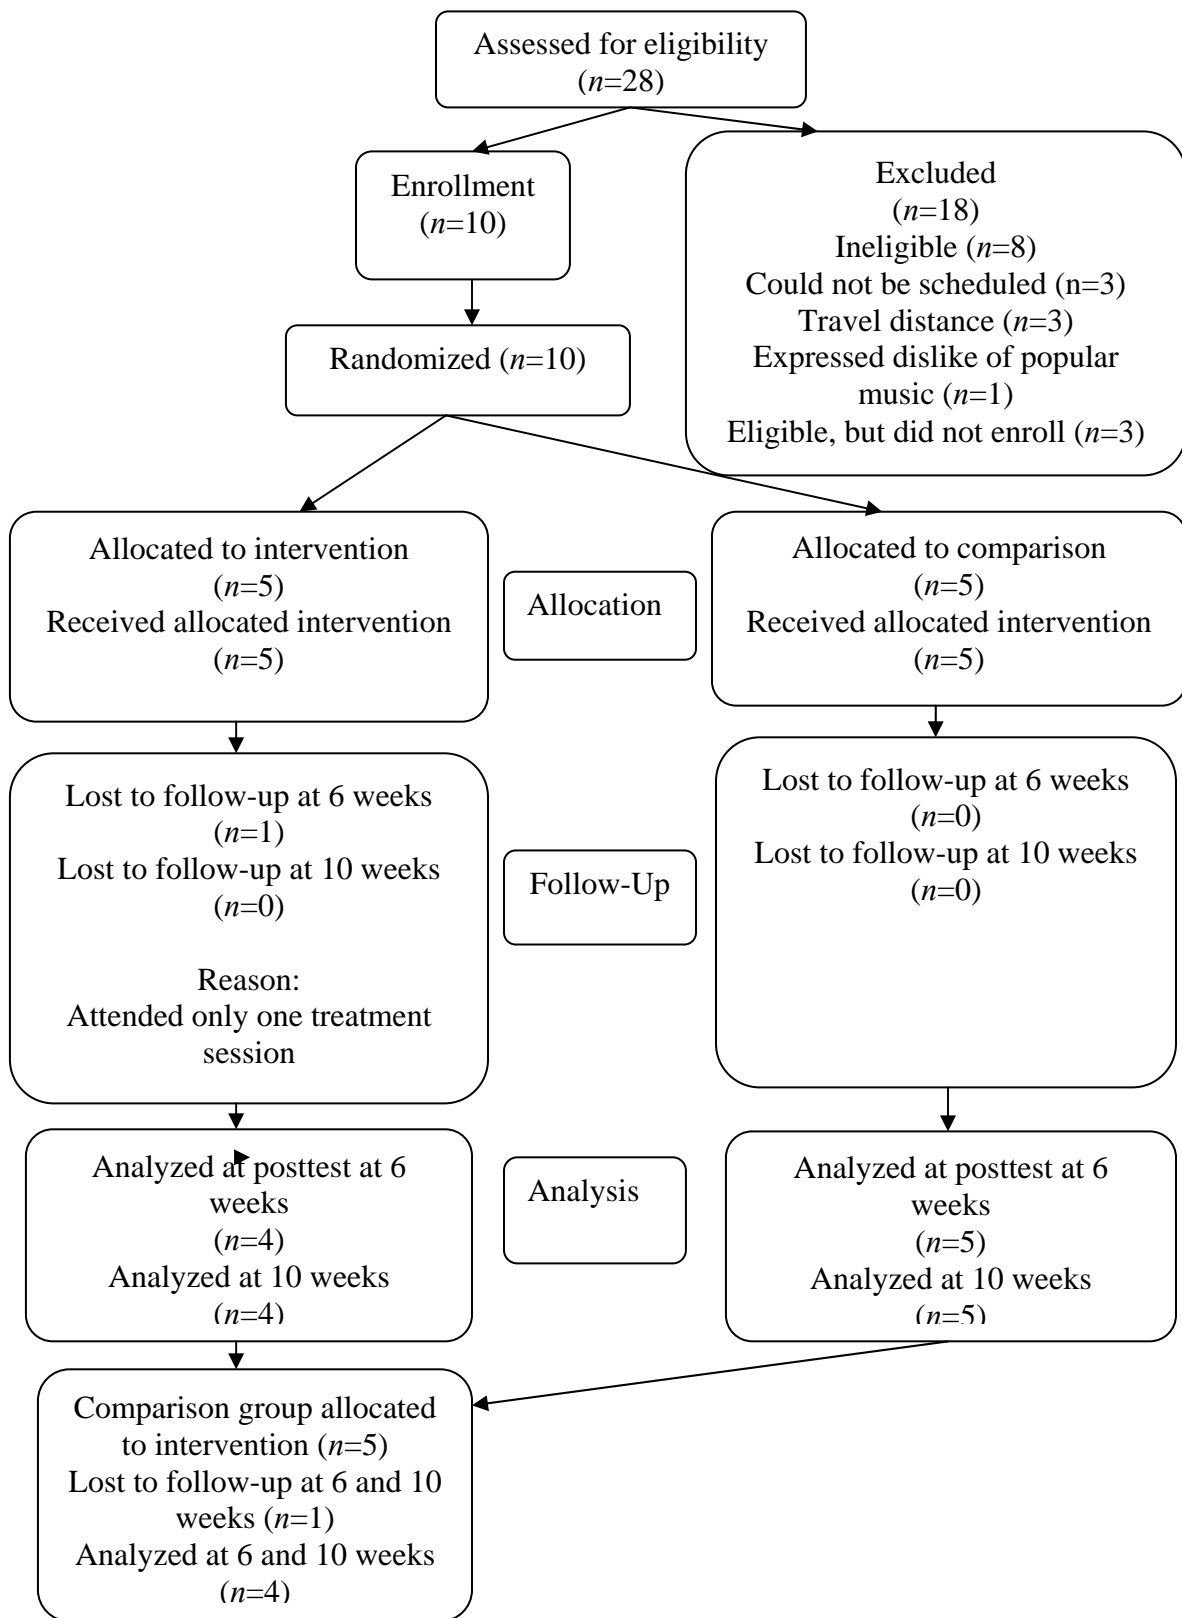 Assessed for eligibility
(n=28)
Enrollment
(n=10)
Excluded
(n=18)
Ineligible (n=8)
Could not be scheduled (n=3)
Travel distance (n=3)
Expressed dislike of popular
music (n=1)
Eligible, but did not enroll (n=3)
Randomized (n=10)
Allocated to intervention
(n=5)
Received allocated intervention
(n=5)
Allocation
Allocated to comparison
(n=5)
Received allocated intervention
(n=5)
Lost to follow-up at 6 weeks
(n=1)
Lost to follow-up at 10 weeks
(n=0)
Reason:
Attended only one treatment
session
Follow-Up
Lost to follow-up at 6 weeks
(n=0)
Lost to follow-up at 10 weeks
(n=0)
Analyzed at posttest at 6
weeks
(n=4)
Analyzed at 10 weeks
(n=4)
Analysis
Analyzed at posttest at 6
weeks
(n=5)
Analyzed at 10 weeks
(n=5)
Comparison group allocated
to intervention (n=5)
Lost to follow-up at 6 and 10
weeks (n=1)
Analyzed at 6 and 10 weeks
(n=4)